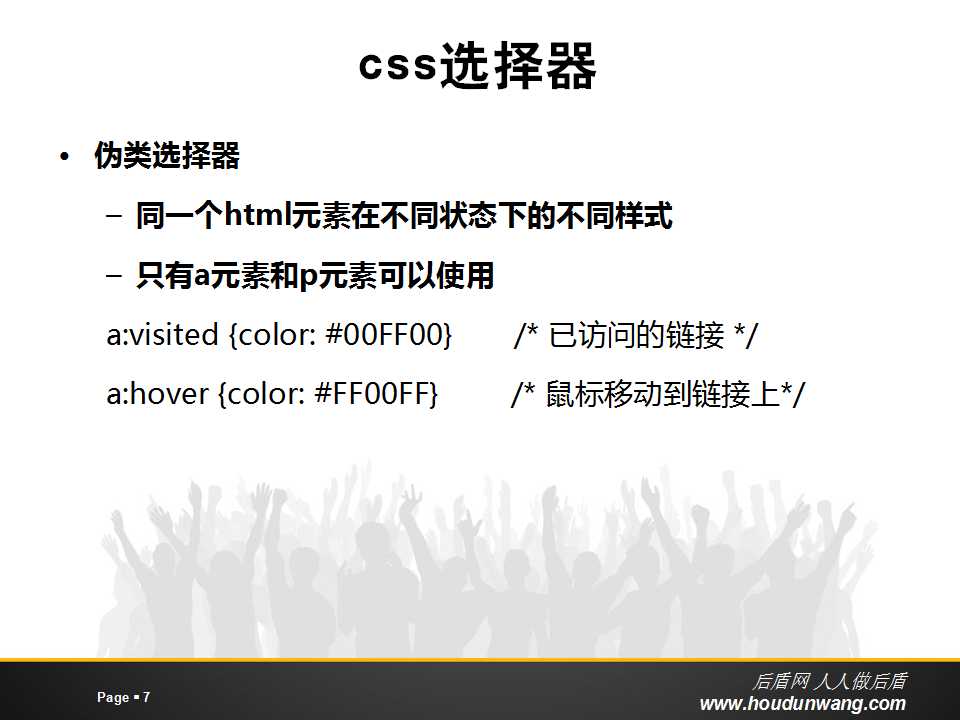 css选择器
• 伪类选择器
– 同一个html元素在不同状态下的不同样式
– 只有a元素和p元素可以使用
a:visited {color: #00FF00} /* 已访问的链接 */
a:hover {color: #FF00FF} /* 鼠标移动到链接上*/
Page ▪ 7
后盾网 人人做后盾
www.houdunwang.com